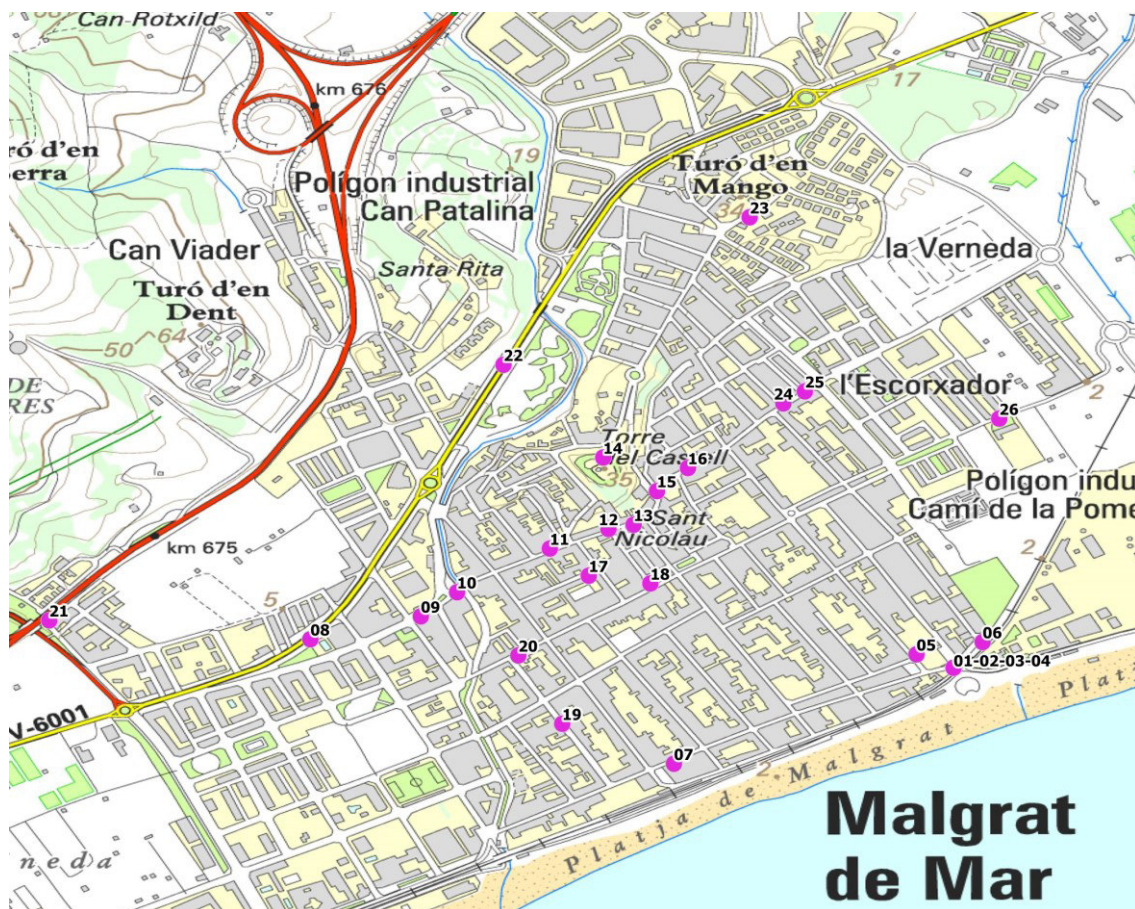 Can Rotxild
km 676
17
Turó d'en
Mango
34
23
19
Polígon industrial
Can Patalina
ró d'en
erra
Can Viader
Santa Rita
la Verneda
Turó d'en
Dent
50
64
22
DE
RES
25
24
l'Escorxador
2
26
14
Torre
del Castell
35
16
15
Polígon indu
Camí de la Pome
13
12
Sant
Nicolau
km 675
11
17
18
2
10
09
5
21
08
20
06
05
01-02-03-04
V-6001
19
07
2
Platja de Malgrat
Plat
Malgrat
de Mar
neda